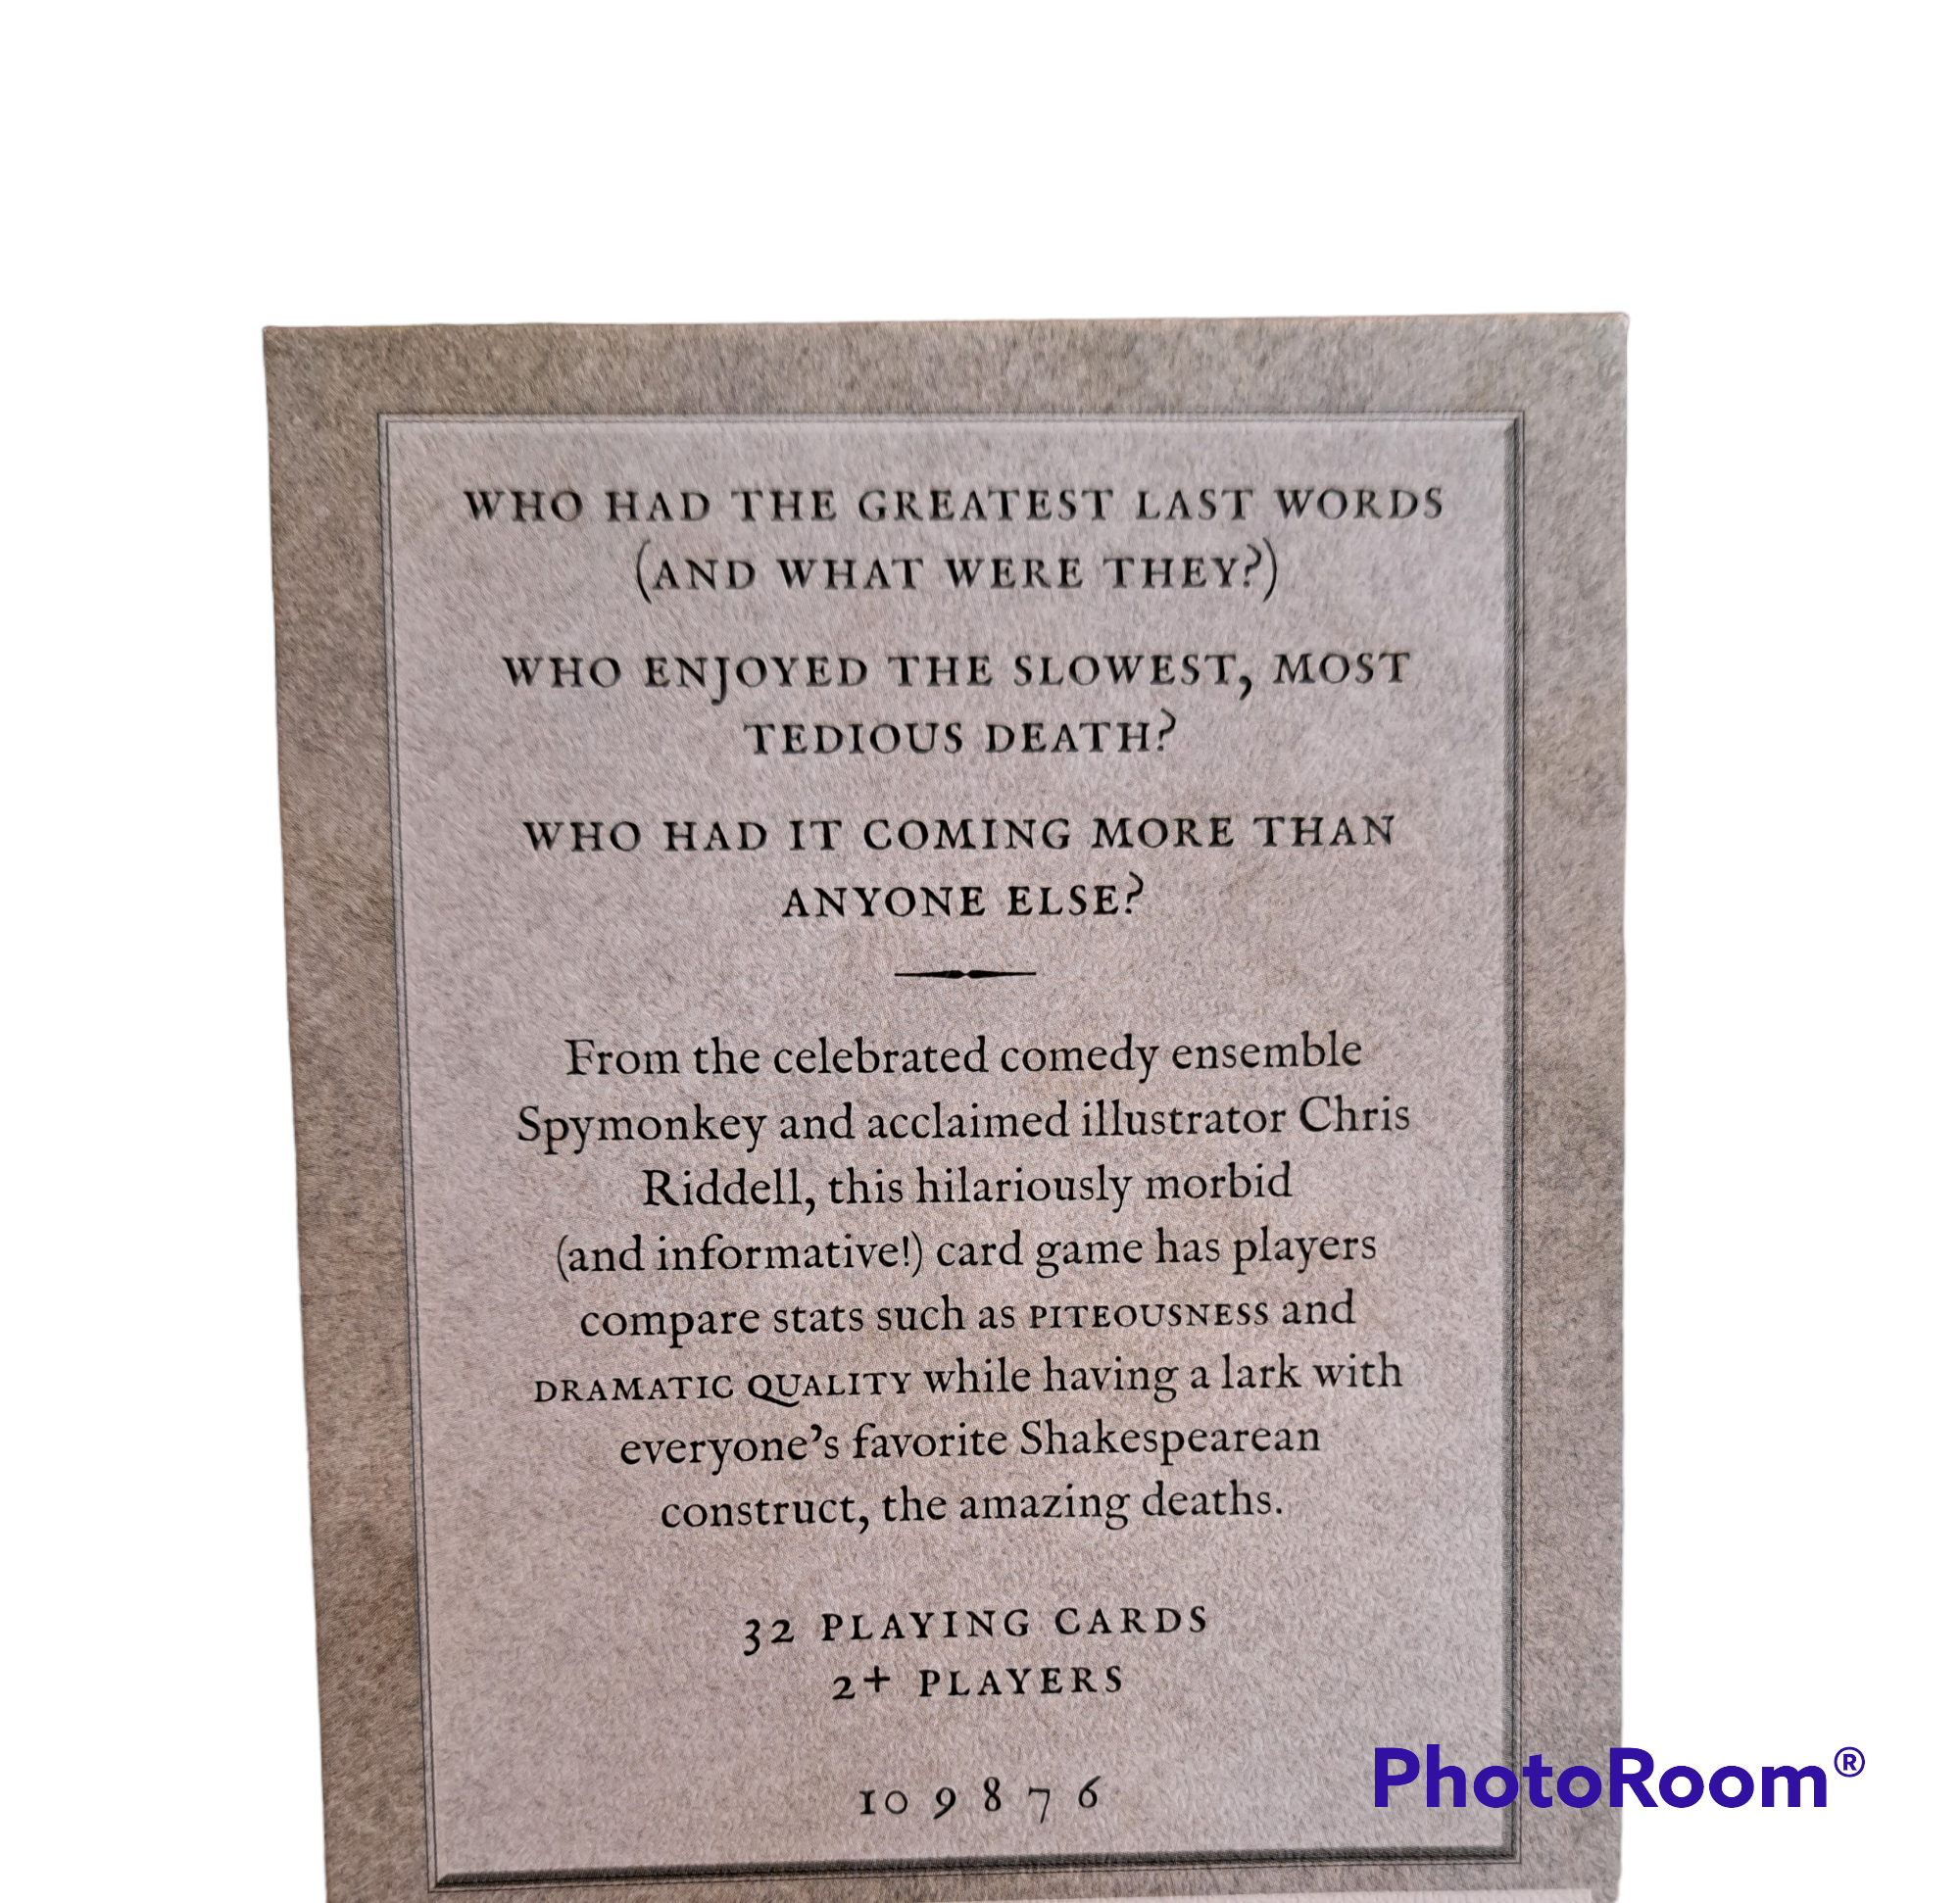 WHO HAD THE GREATEST LAST WORDS
(AND WHAT WERE THEY?)
WHO ENJOYED THE SLOWEST, MOST
TEDIOUS DEATH?
WHO HAD IT COMING MORE THAN
ANYONE ELSE?
From the celebrated comedy ensemble
Spymonkey and acclaimed illustrator Chris
Riddell, this hilariously morbid
(and informative!) card game has players
compare stats such as PITEOUSNESS and
DRAMATIC QUALITY while having a lark with
everyone's favorite Shakespearean
construct, the amazing deaths.
32 PLAYING CARDS
2+ PLAYERS
10 9 8 7 6
PhotoRoom®